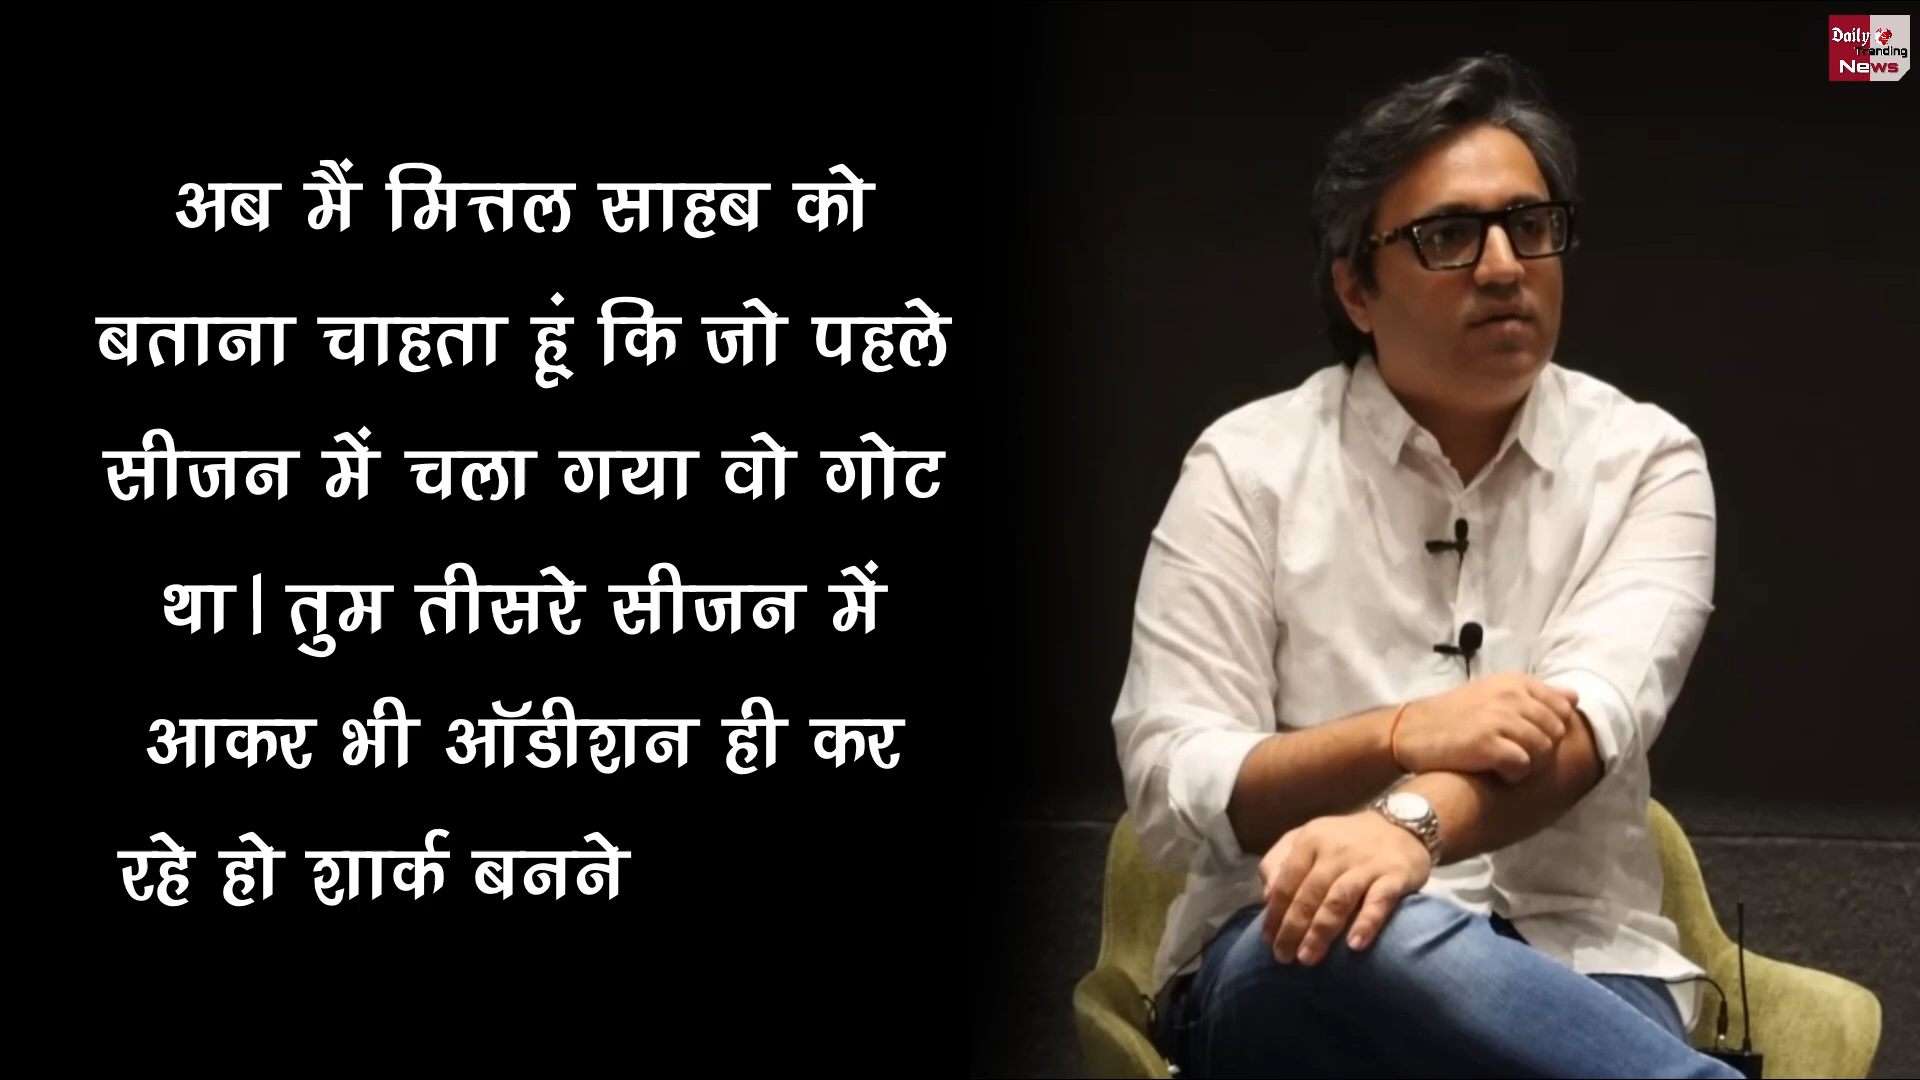 Daily
Tranding
News
अब मैं मित्तल साहब को
बताना चाहता हूं कि जो पहले
सीजन में चला गया वो गोट
था। तुम तीसरे सीजन में
आकर भी ऑडीशन ही कर
रहे हो शार्क बनने